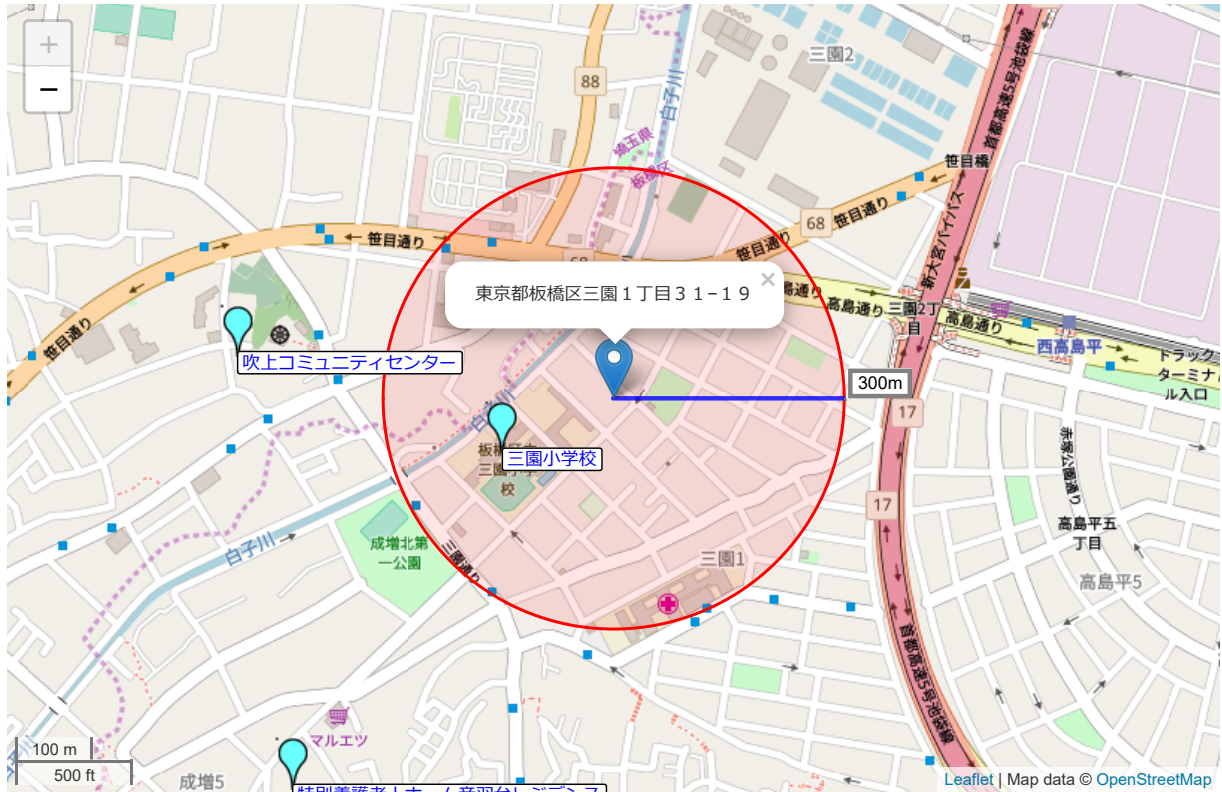 +
−
三園2
88
白子川
埼玉県
板橋区
首都高速5号池袋線
笹目橋
68
笹目通り
笹目通り
笹目通り
新大宮バイパス
東京都板橋区三園１丁目３１−１９
×
高島通り
三園2丁
目
高島通り
西高島平
トラック
ターミナ
ル入口
笹目通り
吹上コミュニティセンター
300m
17
白子川
三園小学校
校
赤塚公園通り
17
高島平五
丁目
高島平5
成増北第
一公園
三園通り
三園1
白子川
首都高速5号池袋線
マルエツ
成増5
100 m
500 ft
Leaflet | Map data © OpenStreetMap